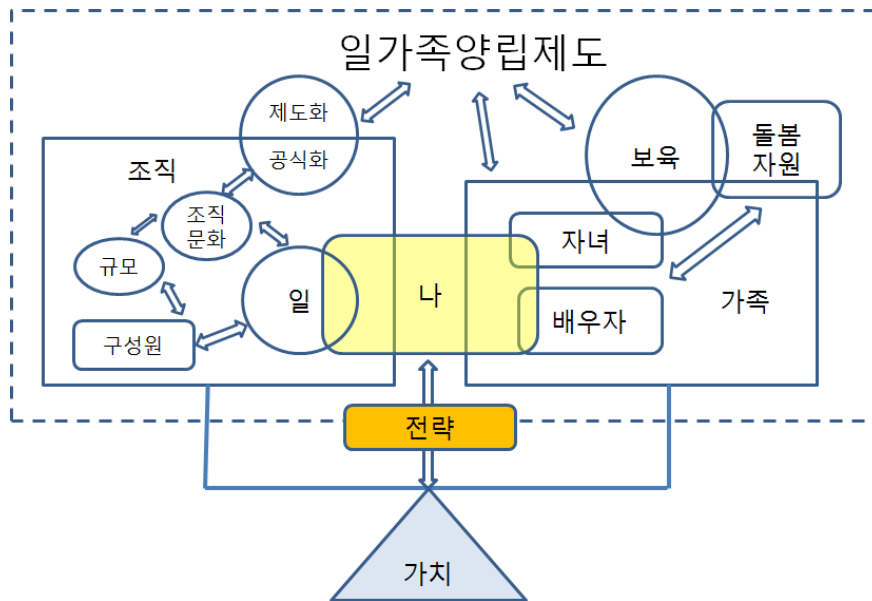 일가족양립제도
제도화
공식화
조직
조직
문화
규모
구성원
일
나
보육
돌봄
자원
자녀
배우자
가족
전략
가치